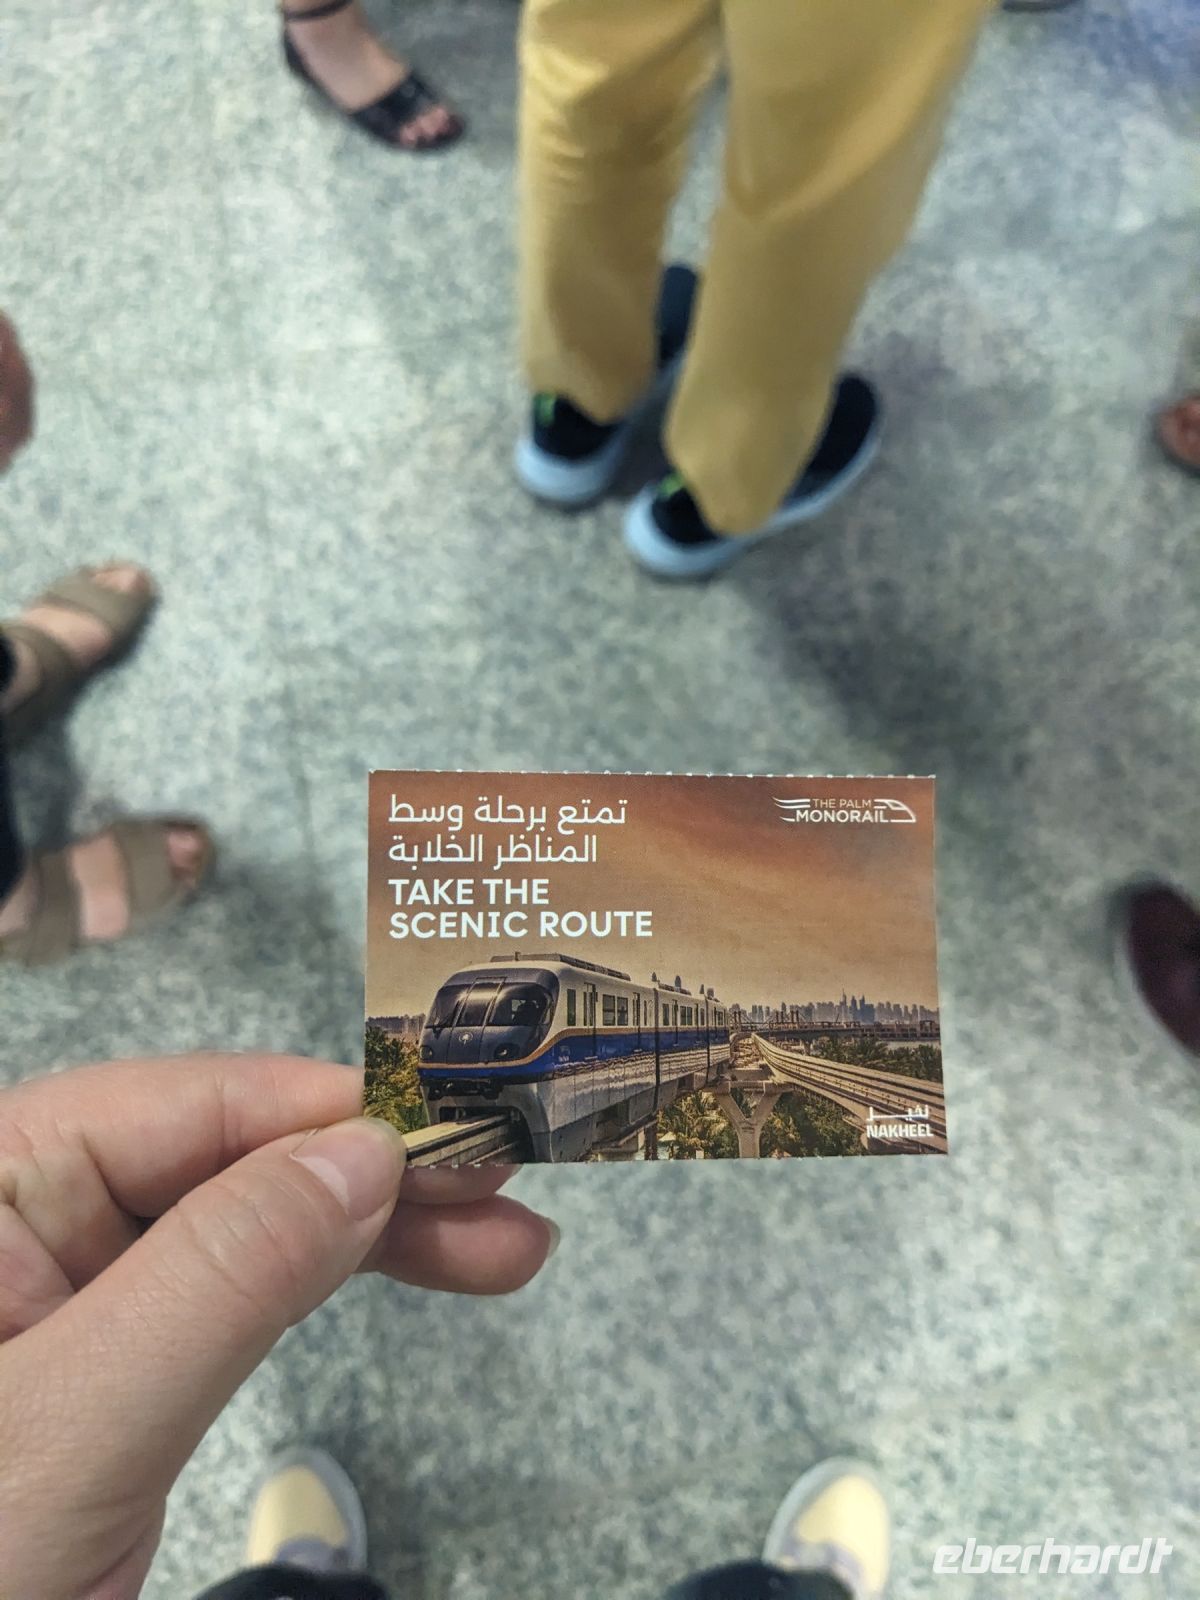 تمتع برحلة وسط
المناظر الخلابة
TAKE THE
SCENIC ROUTE
THE PALM
MONORAIL
نخيل
NAKHEEL
eberhardt